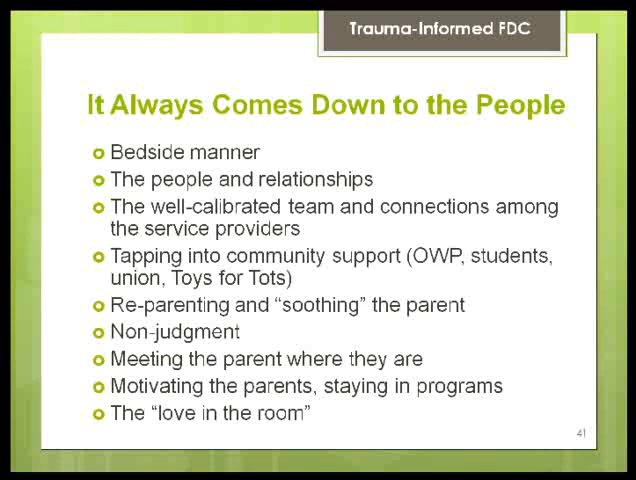 Trauma-Informed FDC
It Always Comes Down to the People
Bedside manner
The people and relationships
The well-calibrated team and connections among
the service providers
Tapping into community support (OWP, students,
union, Toys for Tots)
Re-parenting and “soothing” the parent
Non-judgment
Meeting the parent where they are
Motivating the parents, staying in programs
The “love in the room”
41